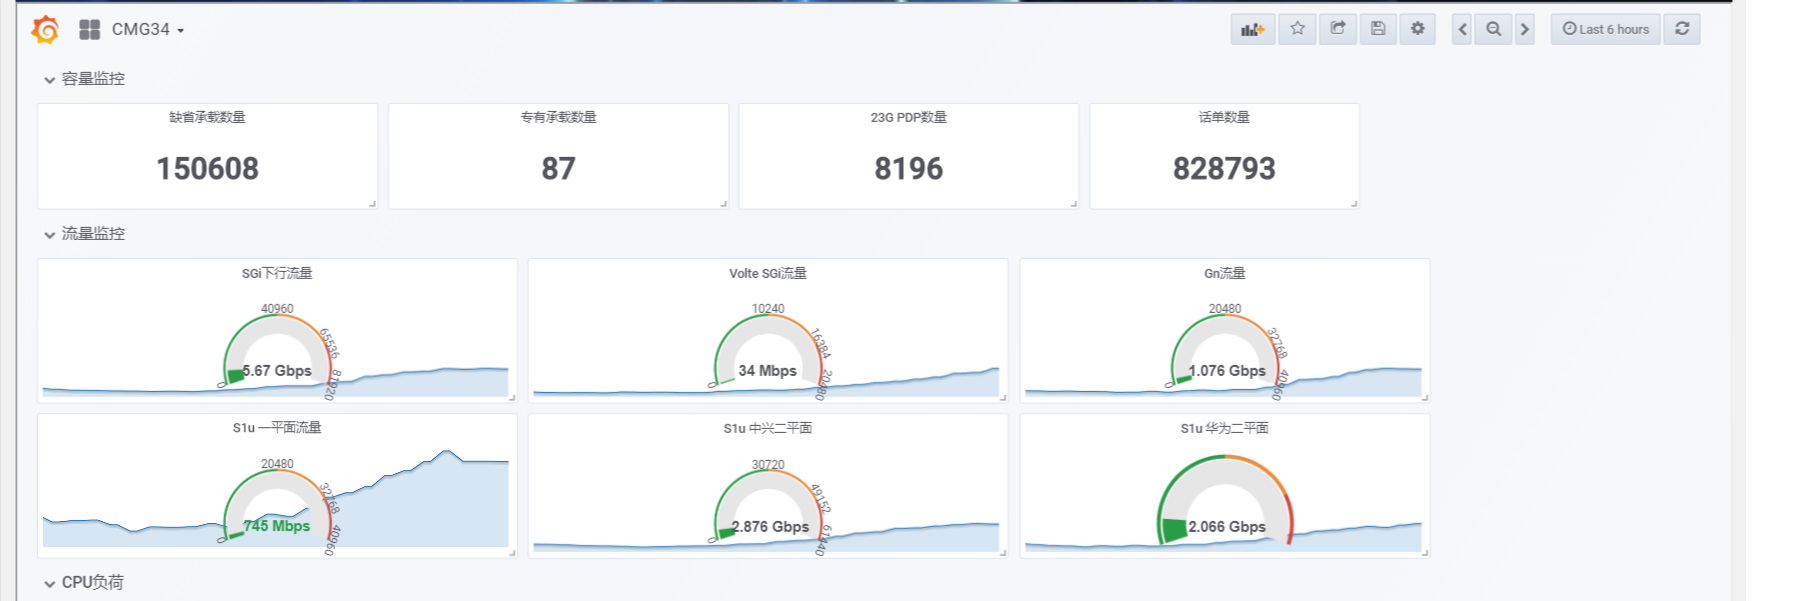 CMG34
Last 6 hours
容量监控
缺省承载数量
专有承载数量
23G PDP数量
话单数量
150608
87
8196
828793
流量监控
SGi下行流量
40960
65536
81920
0
5.67 Gbps
Volte SGi流量
10240
16384
20480
0
34 Mbps
Gn流量
20480
32768
40960
0
1.076 Gbps
S1u 一平面流量
20480
32768
40960
0
745 Mbps
S1u 中兴二平面
30720
49152
61440
0
2.876 Gbps
S1u 华为二平面
2.066 Gbps
CPU负荷